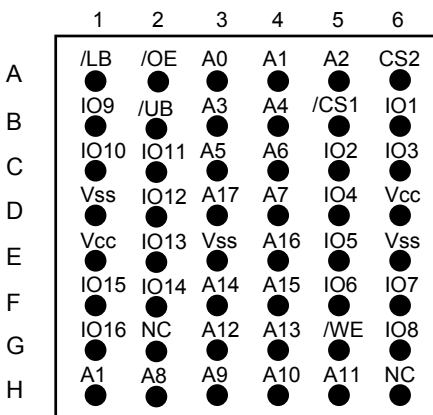 1 2 3 4 5 6
A /LB /OE A0 A1 A2 CS2
B IO9 /UB A3 A4 /CS1 IO1
C IO10 IO11 A5 A6 IO2 IO3
D Vss IO12 A17 A7 IO4 Vcc
E Vcc IO13 Vss A16 IO5 Vss
F IO15 IO14 A14 A15 IO6 IO7
G IO16 NC A12 A13 /WE IO8
H A1 A8 A9 A10 A11 NC